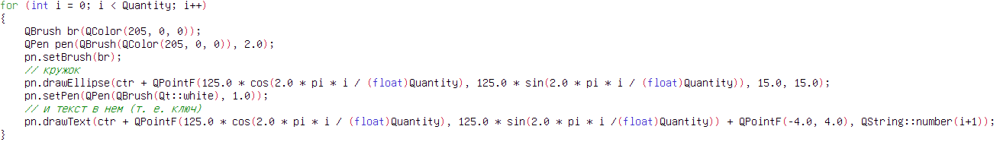 for (int i = 0; i < Quantity; i++)
{
    QBrush br(QColor(205, 0, 0));
    QPen pen(QBrush(QColor(205, 0, 0)), 2.0);
    pn.setBrush(br);
    // кружок
    pn.drawEllipse(ctr + QPointF(125.0 * cos(2.0 * pi * i / (float)Quantity), 125.0 * sin(2.0 * pi * i / (float)Quantity)), 15.0, 15.0);
    pn.setPen(QPen(QBrush(Qt::white), 1.0));
    // и текст в нем (т. е. ключ)
    pn.drawText(ctr + QPointF(125.0 * cos(2.0 * pi * i / (float)Quantity), 125.0 * sin(2.0 * pi * i /(float)Quantity)) + QPointF(-4.0, 4.0), QString::number(i+1));
}